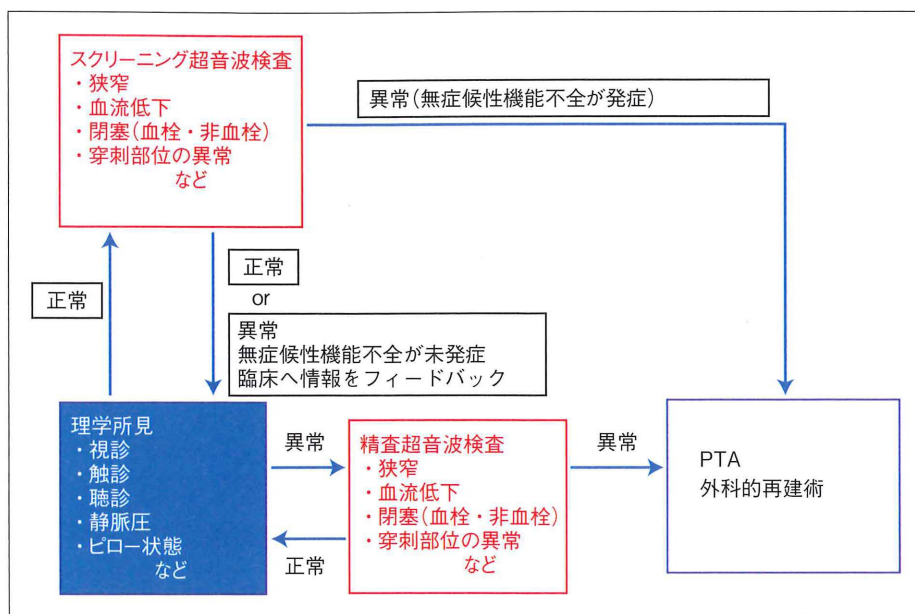 スクリーニング超音波検査
・狭窄
・血流低下
・閉塞(血栓・非血栓)
・穿刺部位の異常
など
異常(無症候性機能不全が発症)
正常
正常
or
異常
無症候性機能不全が未発症
臨床へ情報をフィードバック
理学所見
・視診
・触診
・聴診
・静脈圧
・ピロー状態
など
異常
正常
精査超音波検査
・狭窄
・血流低下
・閉塞(血栓・非血栓)
・穿刺部位の異常
など
異常
PTA
外科的再建術